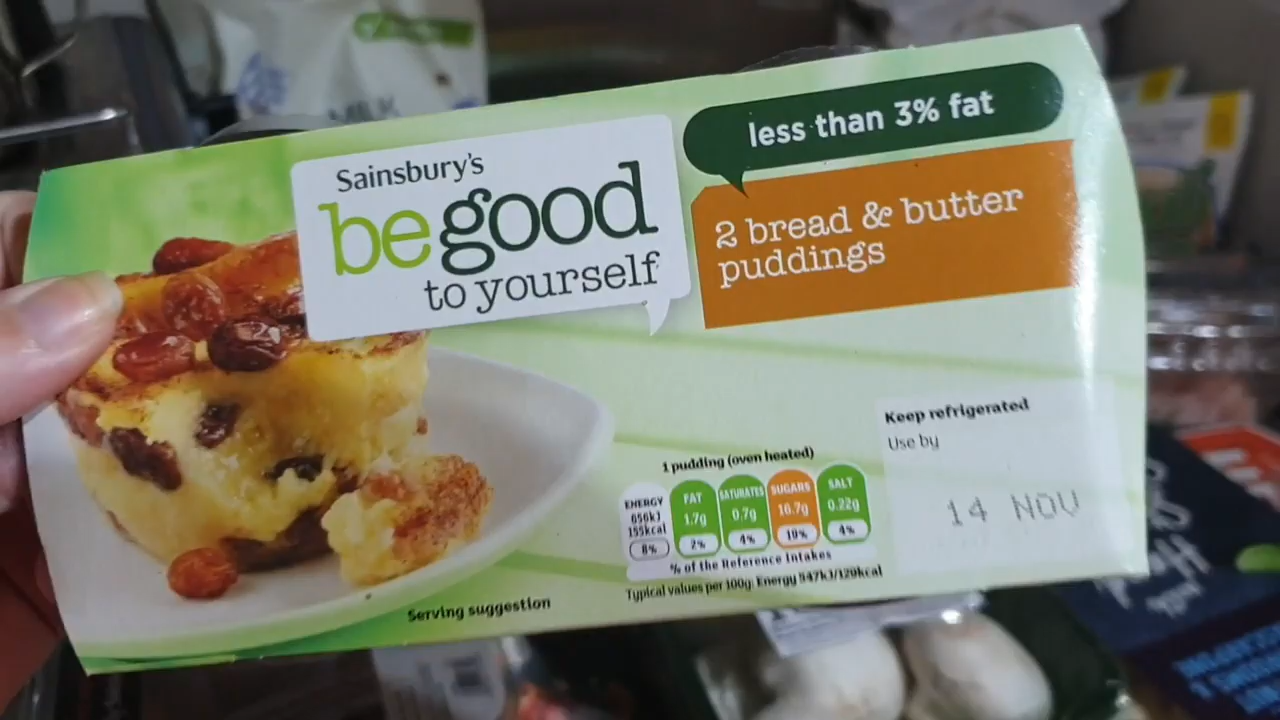 MILK
less than 3% fat
Sainsbury's
be good
to yourself
2 bread & butter
puddings
Keep refrigerated
Use by
14 NOV
1 pudding (oven heated)
ENERGY
656kJ
155kcal
8%
FAT
1.7g
2%
SATURATES
0.7g
4%
SUGARS
16.7g
19%
SALT
0.22g
4%
% of the Reference Intakes
Typical values per 100g: Energy 547kJ/129kcal
Serving suggestion